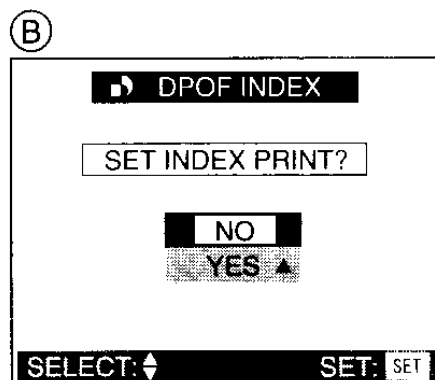 B
DPOF INDEX
SET INDEX PRINT?
NO
YES ▲
SELECT: SET: SET